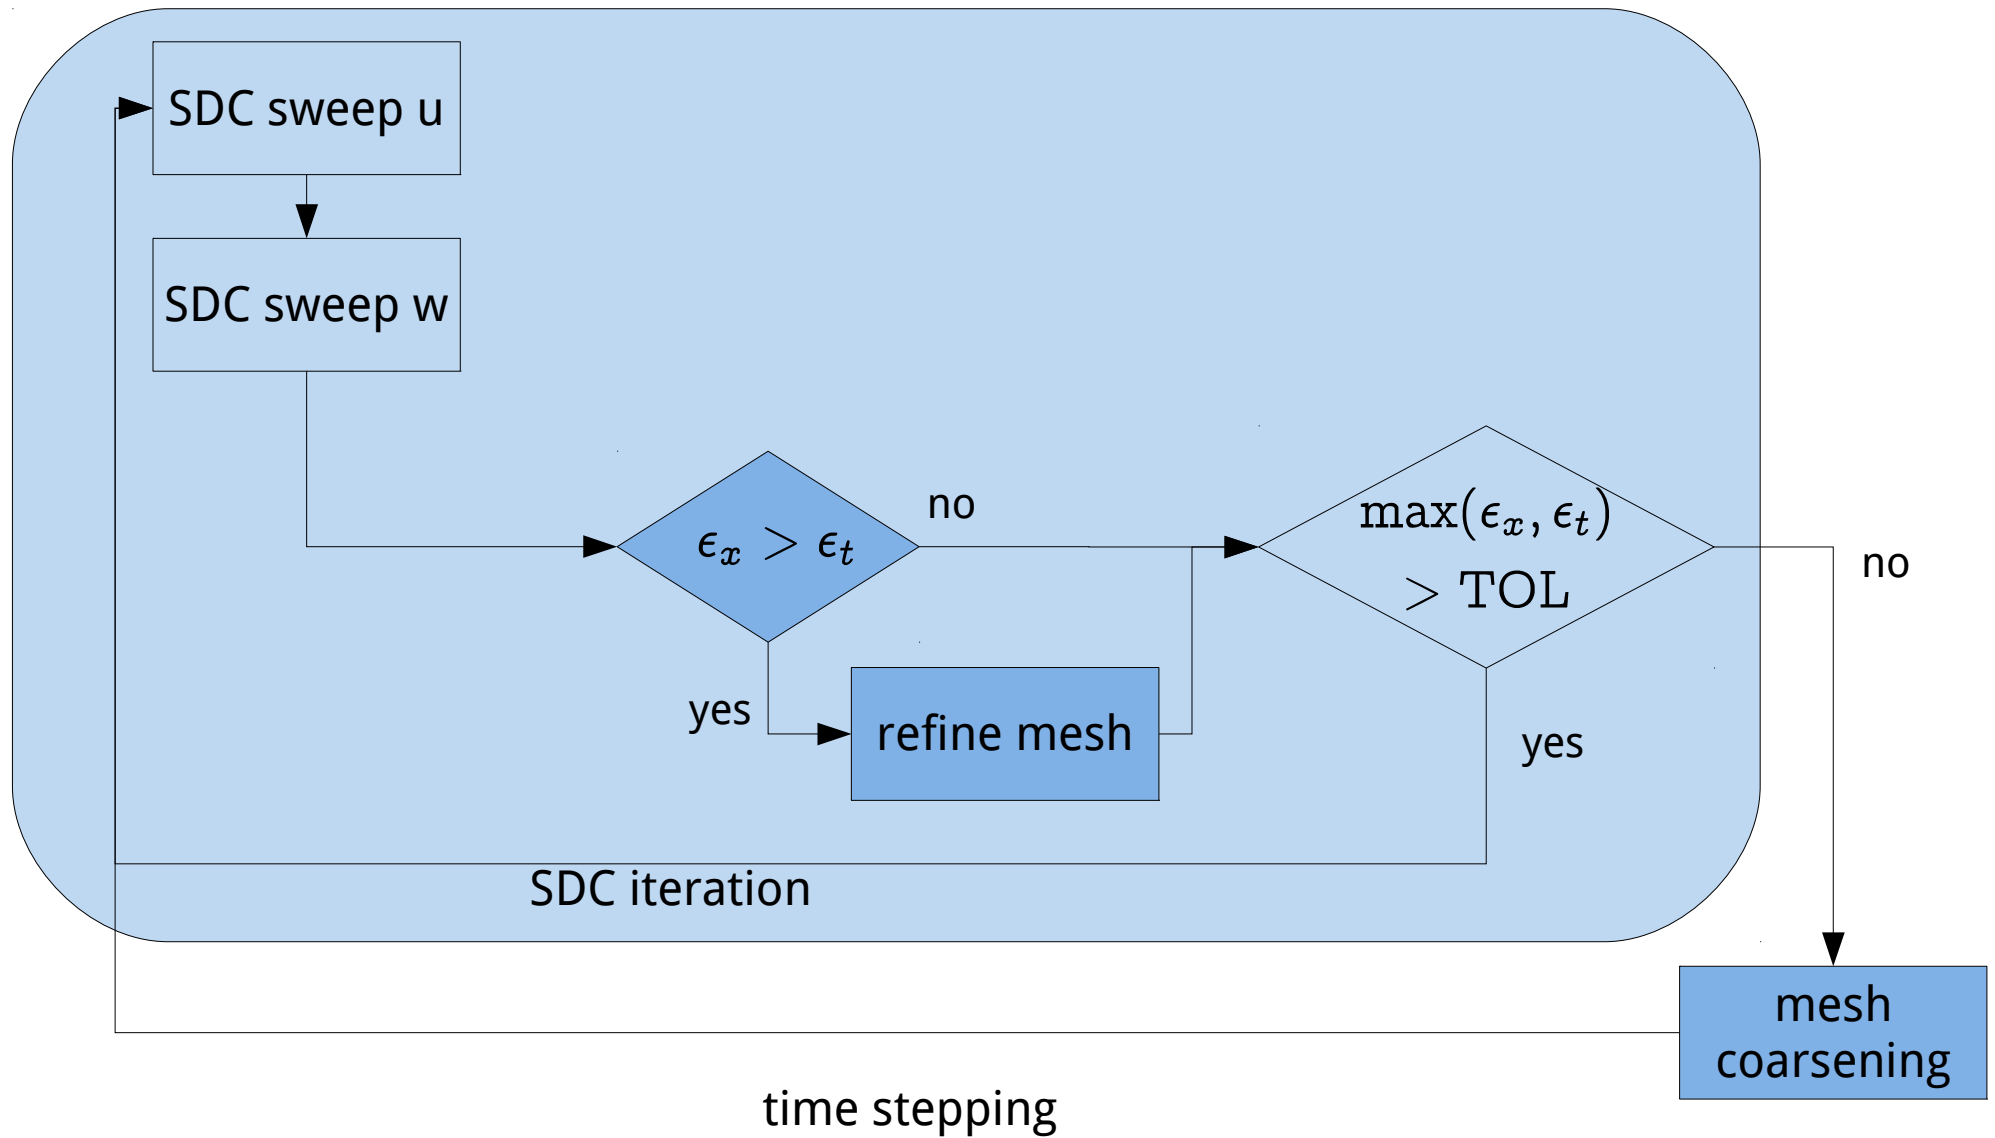 SDC sweep u
SDC sweep w
ϵₓ > ϵₜ
no
yes
refine mesh
max(ϵₓ, ϵₜ)
> TOL
no
yes
SDC iteration
mesh
coarsening
time stepping